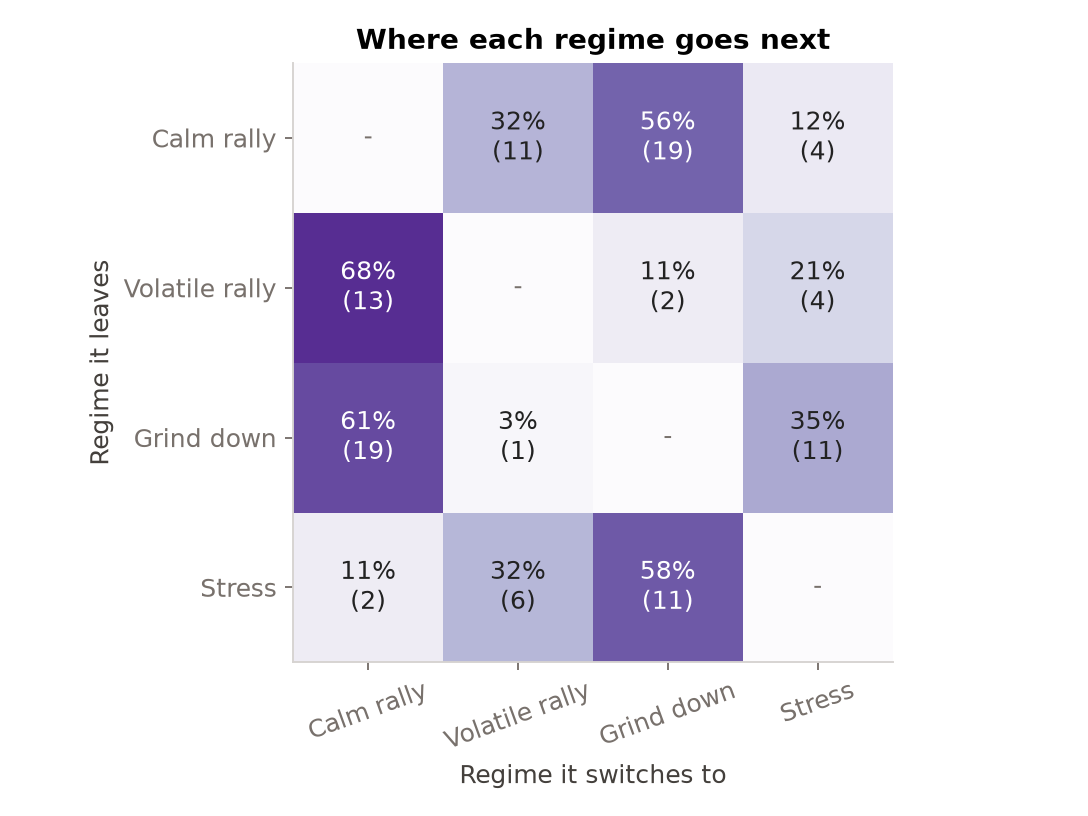 Where each regime goes next
Regime it leaves
Calm rally
-
32%
(11)
56%
(19)
12%
(4)
Volatile rally
68%
(13)
-
11%
(2)
21%
(4)
Grind down
61%
(19)
3%
(1)
-
35%
(11)
Stress
11%
(2)
32%
(6)
58%
(11)
-
Calm rally
Volatile rally
Grind down
Stress
Regime it switches to